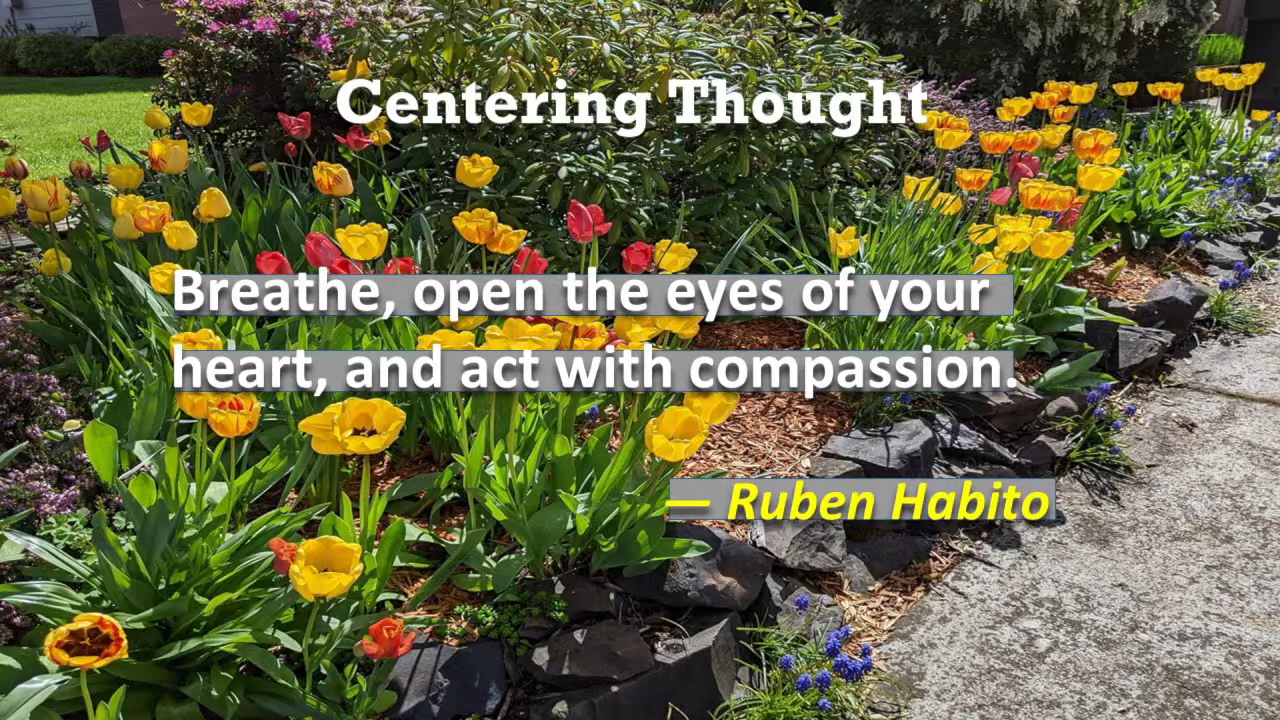 Centering Thought
Breathe, open the eyes of your
heart, and act with compassion.
— Ruben Habito